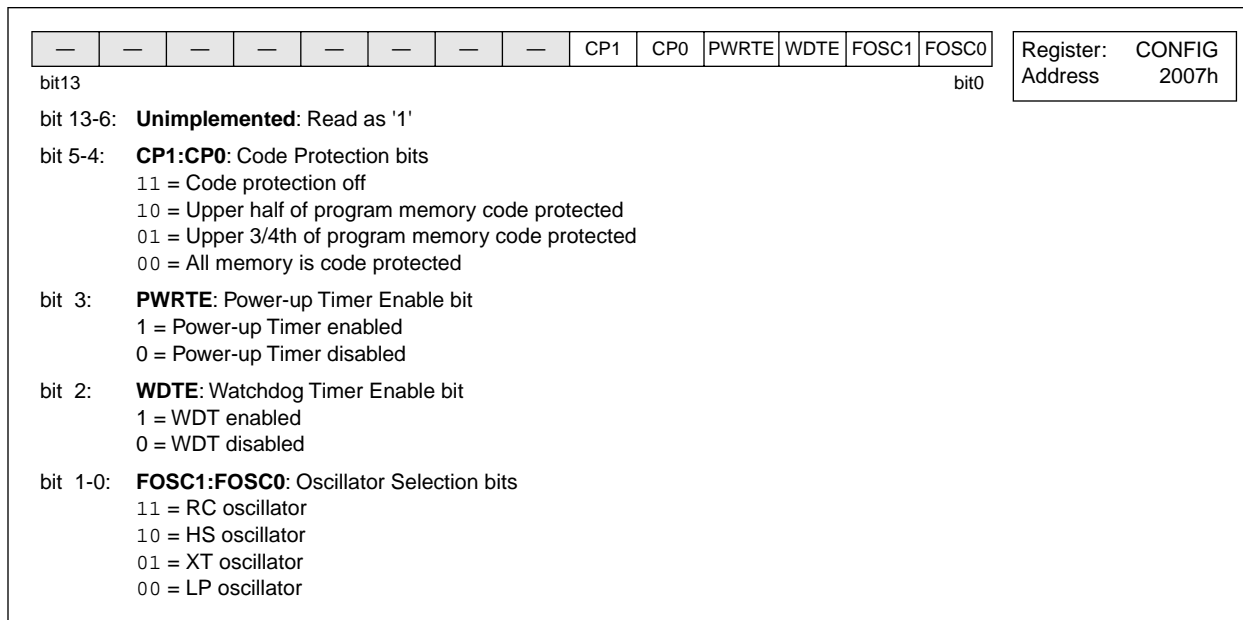 — — — — — — — — CP1 CP0 PWRTE WDTE FOSC1 FOSC0
bit13 bit0
Register: CONFIG
Address 2007h
bit 13-6: Unimplemented: Read as '1'
bit 5-4: CP1:CP0: Code Protection bits
11 = Code protection off
10 = Upper half of program memory code protected
01 = Upper 3/4th of program memory code protected
00 = All memory is code protected
bit 3: PWRTE: Power-up Timer Enable bit
1 = Power-up Timer enabled
0 = Power-up Timer disabled
bit 2: WDTE: Watchdog Timer Enable bit
1 = WDT enabled
0 = WDT disabled
bit 1-0: FOSC1:FOSC0: Oscillator Selection bits
11 = RC oscillator
10 = HS oscillator
01 = XT oscillator
00 = LP oscillator